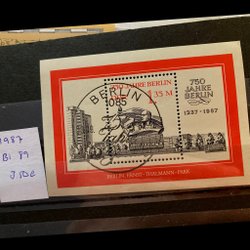 1987
Bl 89
3,10€
750 JAHRE BERLIN
1,35 M
BERLIN
1085
750
JAHRE
BERLIN
1237 • 1987
BERLIN, ERNST-THÄLMANN-PARK